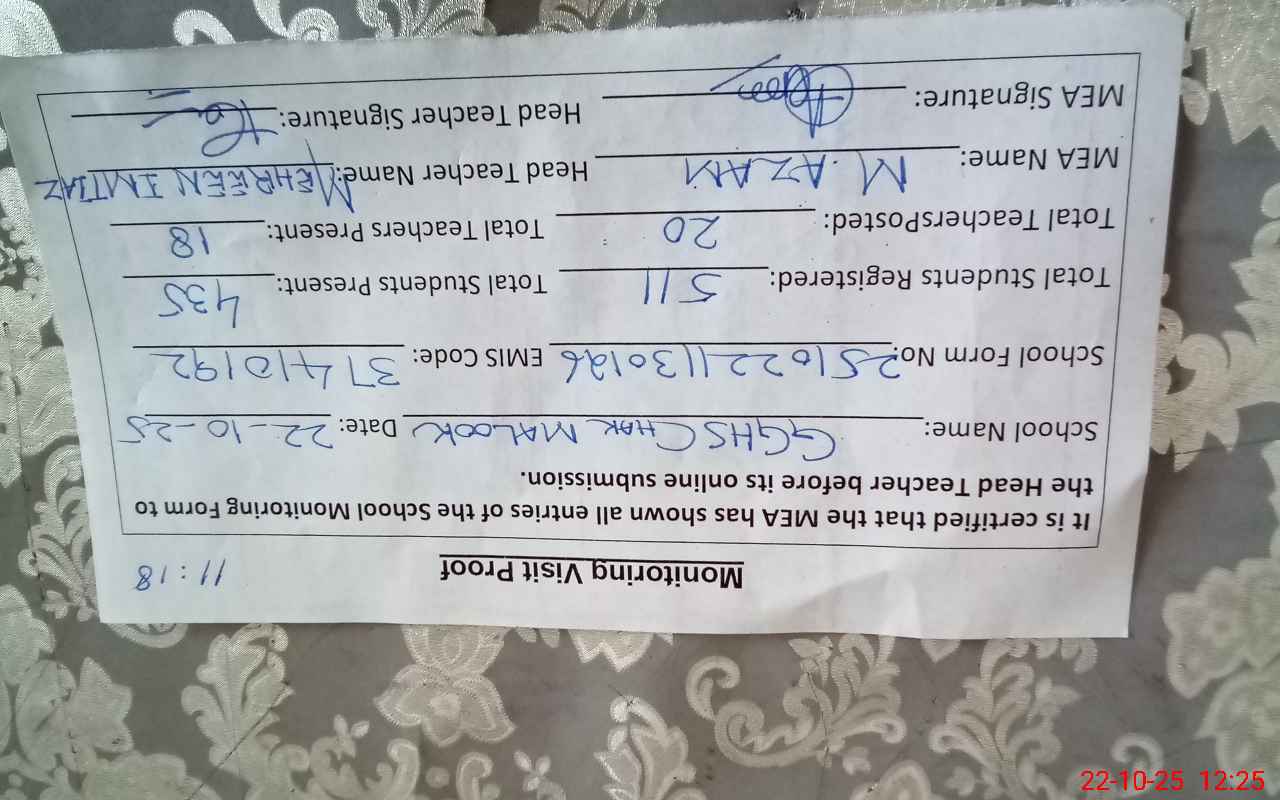 Monitoring Visit Proof 11:18
It is certified that the MEA has shown all entries of the School Monitoring Form to
the Head Teacher before its online submission.
School Name: GGHS CHAK MALOOK Date: 22-10-25
School Form No: 2510221130126 EMIS Code: 37410192
Total Students Registered: 511 Total Students Present: 435
Total TeachersPosted: 20 Total Teachers Present: 18
MEA Name: M. AZAM Head Teacher Name: MEHREEN IMTIAZ
MEA Signature: Head Teacher Signature:
22-10-25 12:25